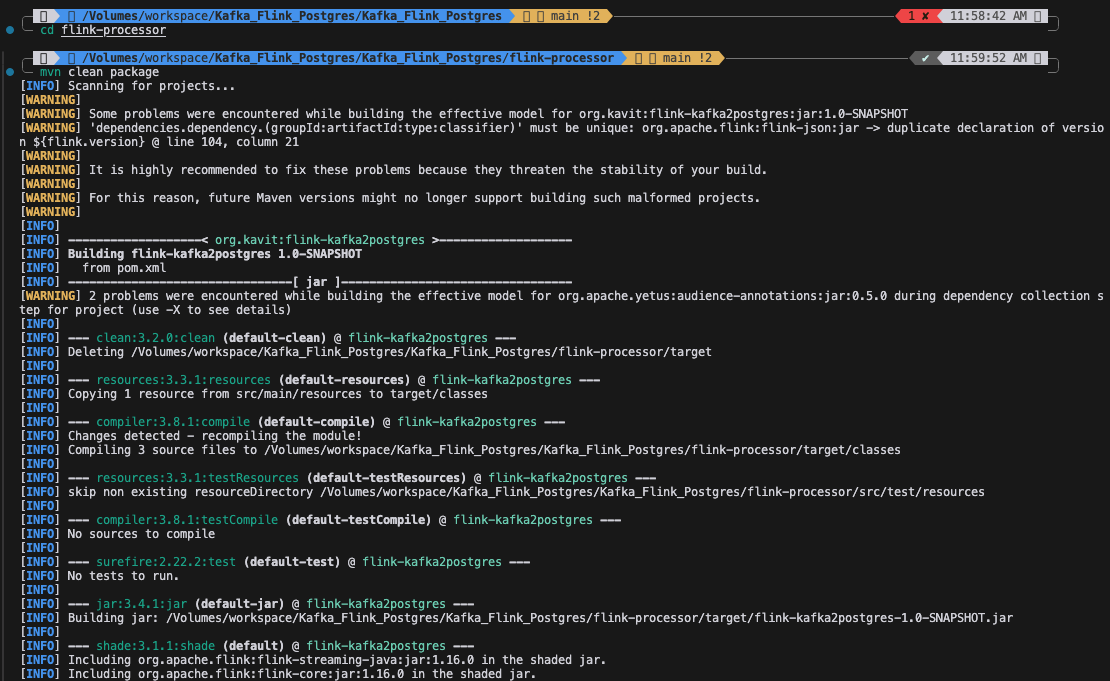 /Volumes/workspace/Kafka_Flink_Postgres/Kafka_Flink_Postgres main !2 1 ✘ 11:58:42 AM
cd flink-processor
/Volumes/workspace/Kafka_Flink_Postgres/Kafka_Flink_Postgres/flink-processor main !2 ✔ 11:59:52 AM
mvn clean package
[INFO] Scanning for projects...
[WARNING]
[WARNING] Some problems were encountered while building the effective model for org.kavit:flink-kafka2postgres:jar:1.0-SNAPSHOT
[WARNING] 'dependencies.dependency.(groupId:artifactId:type:classifier)' must be unique: org.apache.flink:flink-json:jar -> duplicate declaration of versio
n ${flink.version} @ line 104, column 21
[WARNING]
[WARNING] It is highly recommended to fix these problems because they threaten the stability of your build.
[WARNING]
[WARNING] For this reason, future Maven versions might no longer support building such malformed projects.
[WARNING]
[INFO]
[INFO] -------------------< org.kavit:flink-kafka2postgres >-------------------
[INFO] Building flink-kafka2postgres 1.0-SNAPSHOT
[INFO]   from pom.xml
[INFO] --------------------------------[ jar ]---------------------------------
[WARNING] 2 problems were encountered while building the effective model for org.apache.yetus:audience-annotations:jar:0.5.0 during dependency collection s
tep for project (use -X to see details)
[INFO]
[INFO] --- clean:3.2.0:clean (default-clean) @ flink-kafka2postgres ---
[INFO] Deleting /Volumes/workspace/Kafka_Flink_Postgres/Kafka_Flink_Postgres/flink-processor/target
[INFO]
[INFO] --- resources:3.3.1:resources (default-resources) @ flink-kafka2postgres ---
[INFO] Copying 1 resource from src/main/resources to target/classes
[INFO]
[INFO] --- compiler:3.8.1:compile (default-compile) @ flink-kafka2postgres ---
[INFO] Changes detected - recompiling the module!
[INFO] Compiling 3 source files to /Volumes/workspace/Kafka_Flink_Postgres/Kafka_Flink_Postgres/flink-processor/target/classes
[INFO]
[INFO] --- resources:3.3.1:testResources (default-testResources) @ flink-kafka2postgres ---
[INFO] skip non existing resourceDirectory /Volumes/workspace/Kafka_Flink_Postgres/Kafka_Flink_Postgres/flink-processor/src/test/resources
[INFO]
[INFO] --- compiler:3.8.1:testCompile (default-testCompile) @ flink-kafka2postgres ---
[INFO] No sources to compile
[INFO]
[INFO] --- surefire:2.22.2:test (default-test) @ flink-kafka2postgres ---
[INFO] No tests to run.
[INFO]
[INFO] --- jar:3.4.1:jar (default-jar) @ flink-kafka2postgres ---
[INFO] Building jar: /Volumes/workspace/Kafka_Flink_Postgres/Kafka_Flink_Postgres/flink-processor/target/flink-kafka2postgres-1.0-SNAPSHOT.jar
[INFO]
[INFO] --- shade:3.1.1:shade (default) @ flink-kafka2postgres ---
[INFO] Including org.apache.flink:flink-streaming-java:jar:1.16.0 in the shaded jar.
[INFO] Including org.apache.flink:flink-core:jar:1.16.0 in the shaded jar.